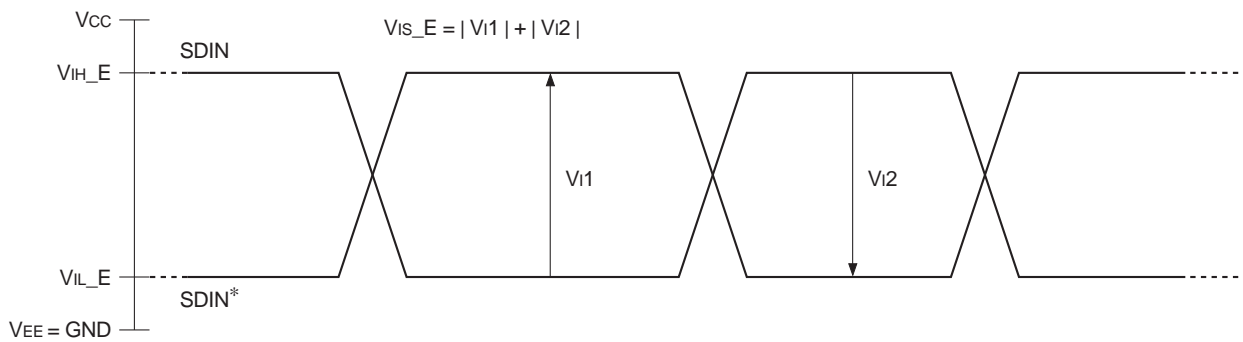 VCC
VIS_E = | VI1 | + | VI2 |
SDIN
VIH_E
VI1
VI2
VIL_E
SDIN*
VEE = GND